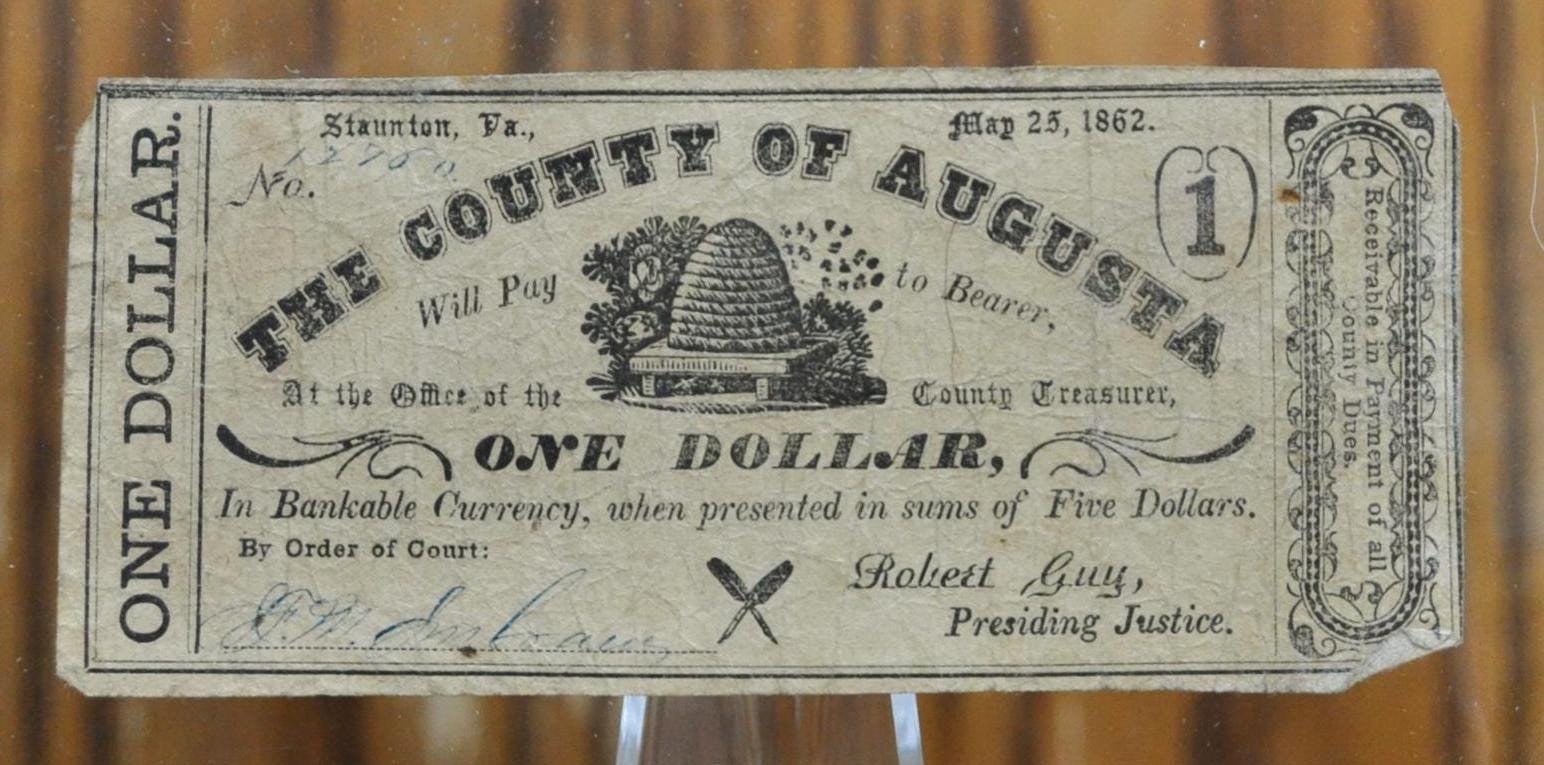 ONE DOLLAR.
Staunton, Va.,
May 25, 1862.
No.
THE COUNTY OF AUGUSTA
1
Will Pay to Bearer,
At the Office of the County Treasurer,
ONE DOLLAR,
In Bankable Currency, when presented in sums of Five Dollars.
By Order of Court:
Robert Guy,
Presiding Justice.
Receivable in Payment of all
County Dues.